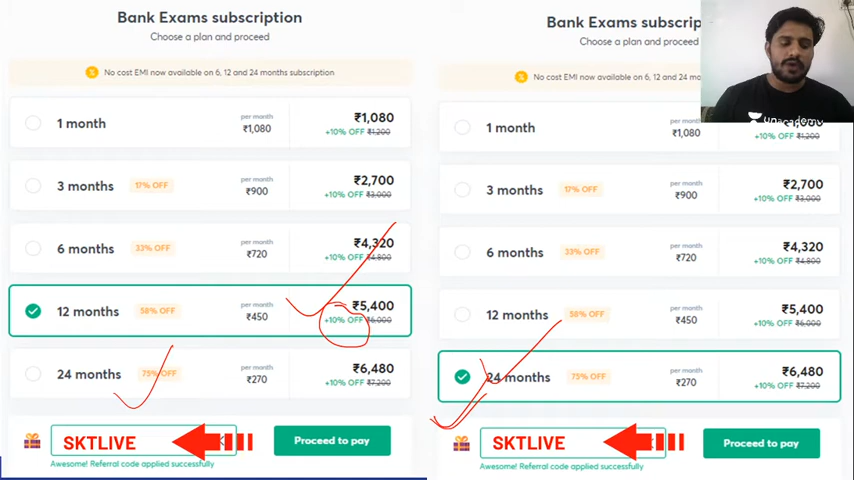 Bank Exams subscription
Choose a plan and proceed
No cost EMI now available on 6, 12 and 24 months subscription
1 month
per month
₹1,080
₹1,080
+10% OFF ₹1,200
3 months 17% OFF
per month
₹900
₹2,700
+10% OFF ₹3,000
6 months 33% OFF
per month
₹720
₹4,320
+10% OFF ₹4,800
12 months 58% OFF
per month
₹450
₹5,400
+10% OFF ₹6,000
24 months 75% OFF
per month
₹270
₹6,480
+10% OFF ₹7,200
SKTLIVE
Proceed to pay
Awesome! Referral code applied successfully
Bank Exams subscrip
Choose a plan and proceed
No cost EMI now available on 6, 12 and 24 mo
unacademy
1 month
per month
₹1,080
+10% OFF ₹1,200
3 months 17% OFF
per month
₹900
₹2,700
+10% OFF ₹3,000
6 months 33% OFF
per month
₹720
₹4,320
+10% OFF ₹4,800
12 months 58% OFF
per month
₹450
₹5,400
+10% OFF ₹6,000
24 months 75% OFF
per month
₹270
₹6,480
+10% OFF ₹7,200
SKTLIVE
Proceed to pay
Awesome! Referral code applied successfully